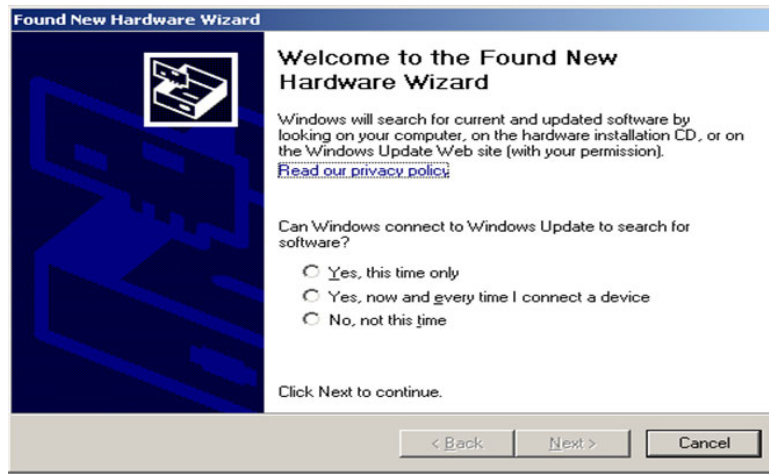 Found New Hardware Wizard
Welcome to the Found New
Hardware Wizard
Windows will search for current and updated software by
looking on your computer, on the hardware installation CD, or on
the Windows Update Web site (with your permission).
Read our privacy policy
Can Windows connect to Windows Update to search for
software?
Yes, this time only
Yes, now and every time I connect a device
No, not this time
Click Next to continue.
< Back
Next >
Cancel